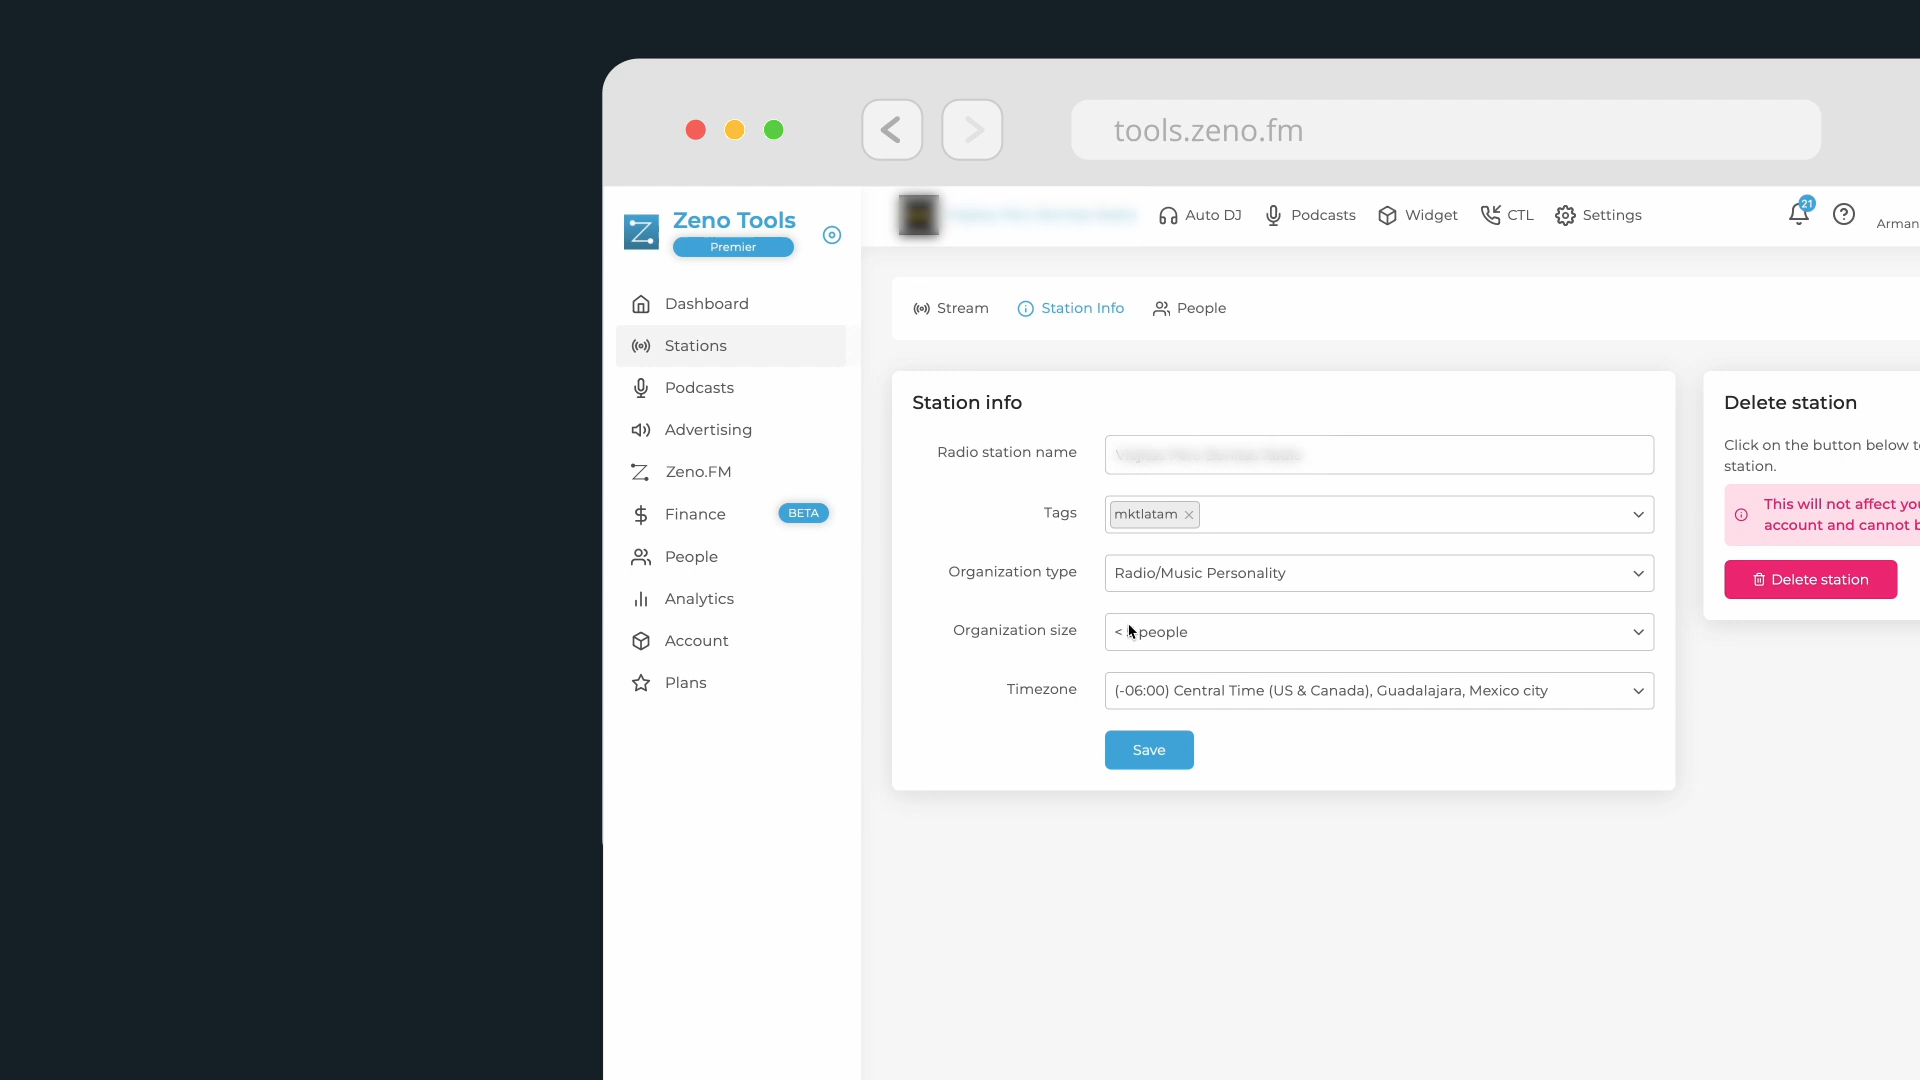 tools.zeno.fm
Zeno Tools
Premier
Auto DJ
Podcasts
Widget
CTL
Settings
21
Arman
Dashboard
Stations
Podcasts
Advertising
Zeno.FM
Finance
BETA
People
Analytics
Account
Plans
Stream
Station Info
People
Station info
Radio station name
Tags
mktlatam
Organization type
Radio/Music Personality
Organization size
< people
Timezone
(-06:00) Central Time (US & Canada), Guadalajara, Mexico city
Save
Delete station
Click on the button below
station.
This will not affect
account and cannot
Delete station